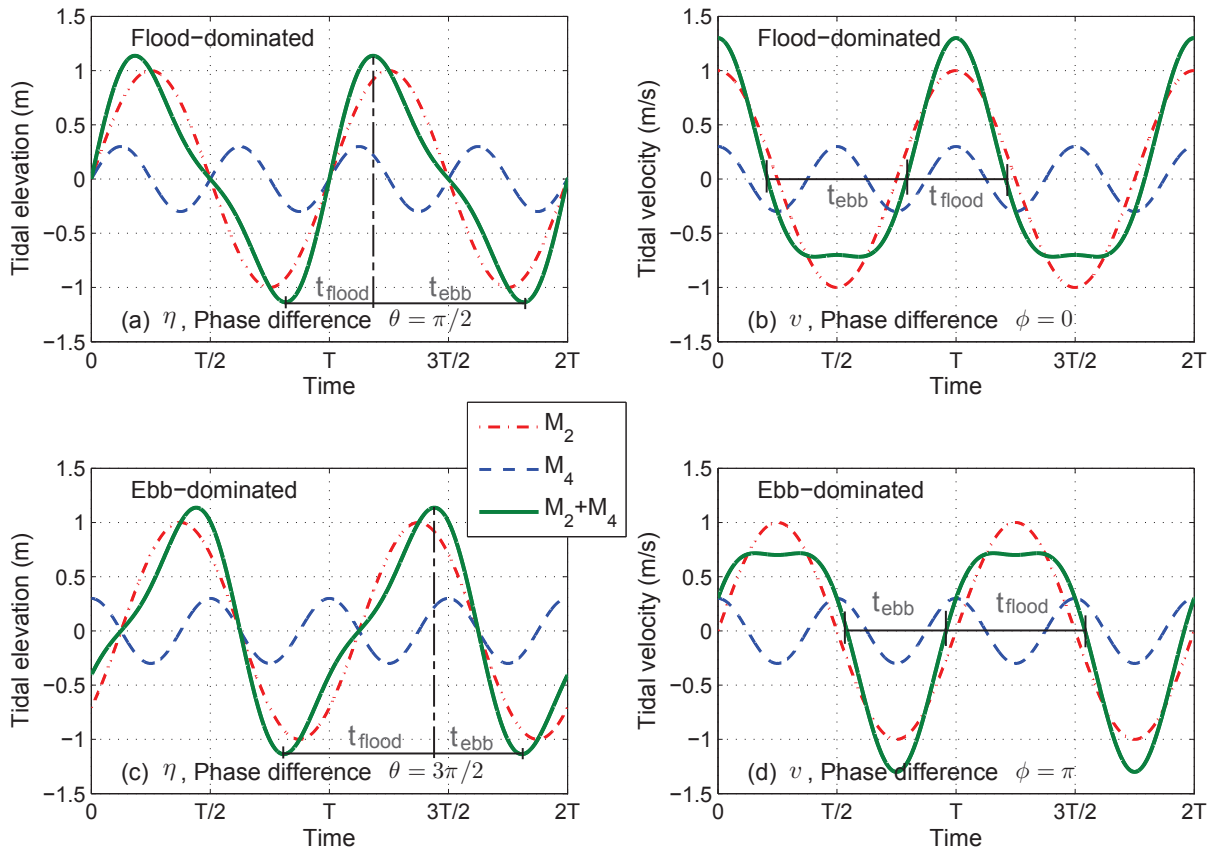 Flood−dominated
Tidal elevation (m)
1.5
1
0.5
0
−0.5
−1
−1.5
t_flood
t_ebb
(a) η , Phase difference θ = π/2
0 T/2 T 3T/2 2T
Time
Flood−dominated
Tidal velocity (m/s)
1.5
1
0.5
0
−0.5
−1
−1.5
t_ebb
t_flood
(b) v , Phase difference ϕ = 0
0 T/2 T 3T/2 2T
Time
M_2
M_4
M_2+M_4
Ebb−dominated
Tidal elevation (m)
1.5
1
0.5
0
−0.5
−1
−1.5
t_flood
t_ebb
(c) η , Phase difference θ = 3π/2
0 T/2 T 3T/2 2T
Time
Ebb−dominated
Tidal velocity (m/s)
1.5
1
0.5
0
−0.5
−1
−1.5
t_ebb
t_flood
(d) v , Phase difference ϕ = π
0 T/2 T 3T/2 2T
Time